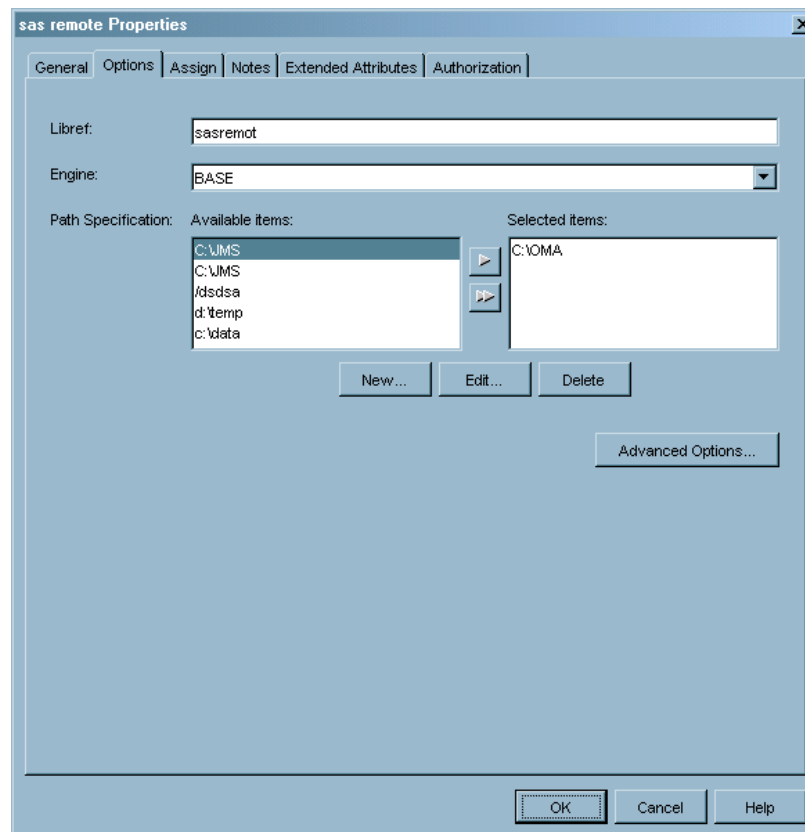 sas remote Properties
General Options Assign Notes Extended Attributes Authorization
Libref: sasremot
Engine: BASE
Path Specification: Available items: Selected items:
C:\JMS C:\OMA
C:\JMS
/dsdsa
d:\temp
c:\data
New... Edit... Delete
Advanced Options...
OK Cancel Help